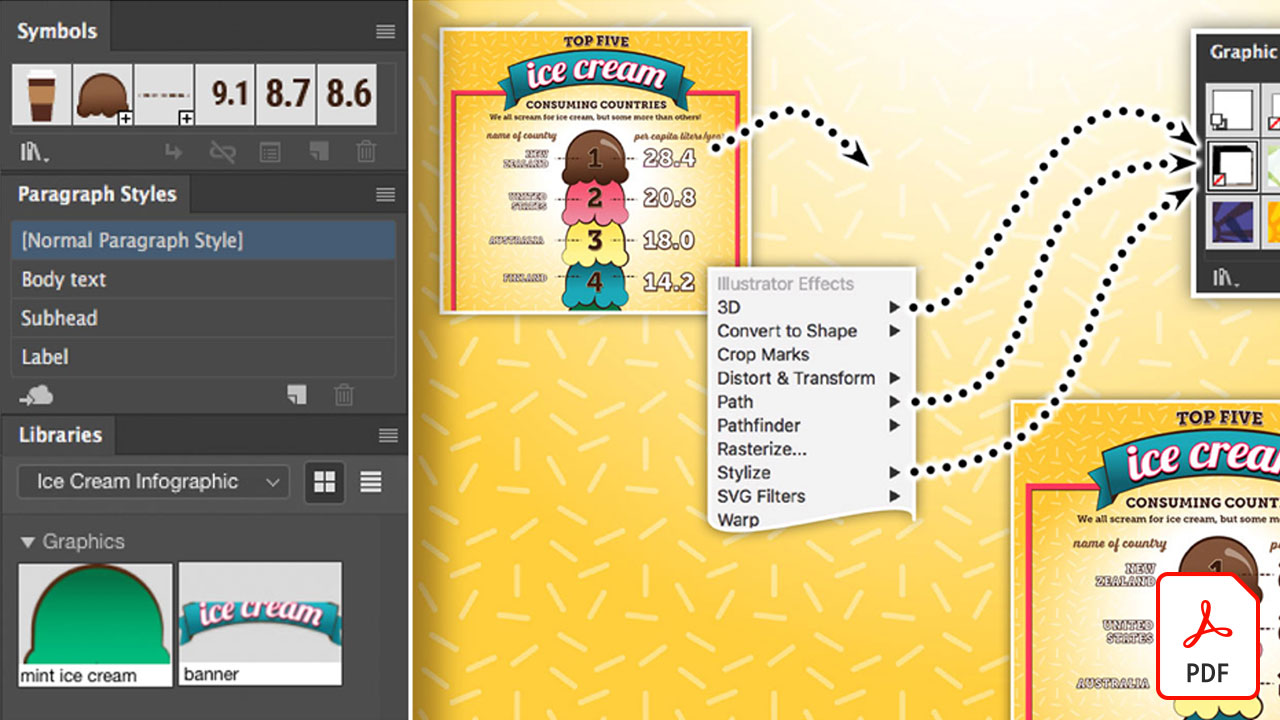 Symbols
9.1 8.7 8.6
Paragraph Styles
[Normal Paragraph Style]
Body text
Subhead
Label
Libraries
Ice Cream Infographic
Graphics
mint ice cream
banner
ice cream
TOP FIVE
ice cream
CONSUMING COUNTRIES
We all scream for ice cream, but some more than others!
name of country per capita liters/year
NEW ZEALAND 1 28.4
UNITED STATES 2 20.8
AUSTRALIA 3 18.0
FINLAND 4 14.2
Illustrator Effects
3D
Convert to Shape
Crop Marks
Distort & Transform
Path
Pathfinder
Rasterize...
Stylize
SVG Filters
Warp
Graphic
TOP FIVE
ice crea
CONSUMING COUNT
We all scream for ice cream, but some m
name of country p
NEW ZEALAND 1
UNITED STATES
AUSTRALIA
PDF